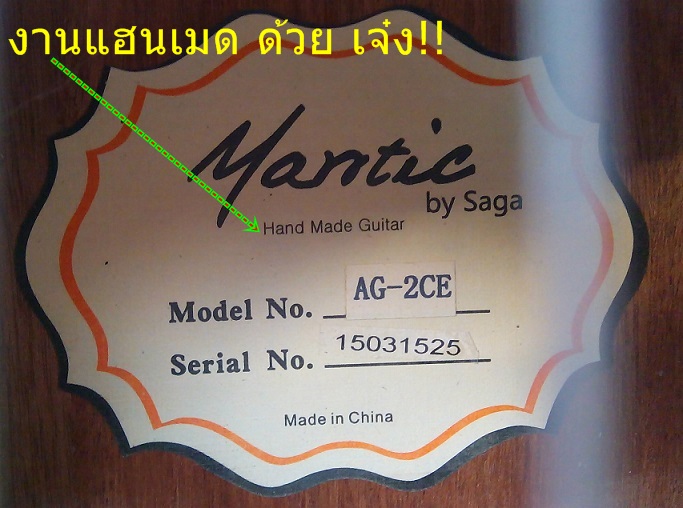 งานแฮนเมด ด้วย เจ๋ง!!
Mantic
by Saga
Hand Made Guitar
Model No. AG-2CE
Serial No. 15031525
Made in China